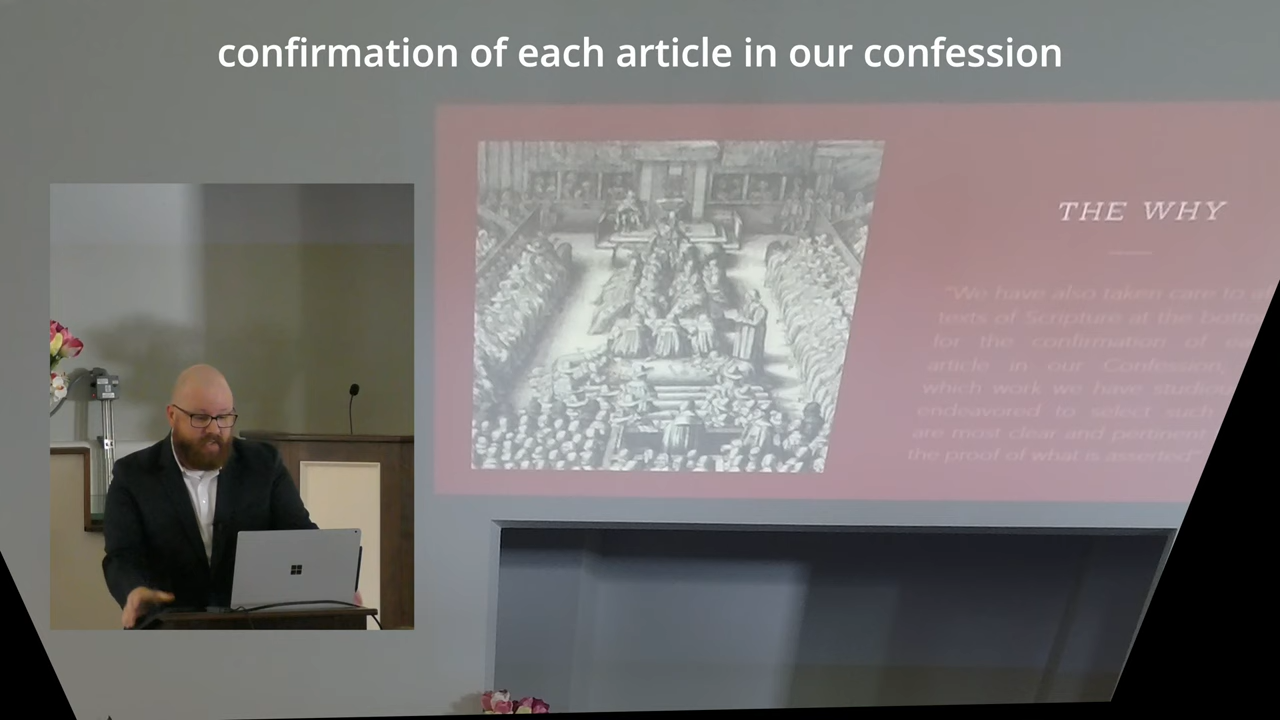 confirmation of each article in our confession
THE WHY
"We have also taken care to
texts of Scripture at the
for the confirmation of
article in our Confession,
which work we have
endeavored to select such
are most clear and pertinent
the proof of what is asserted"